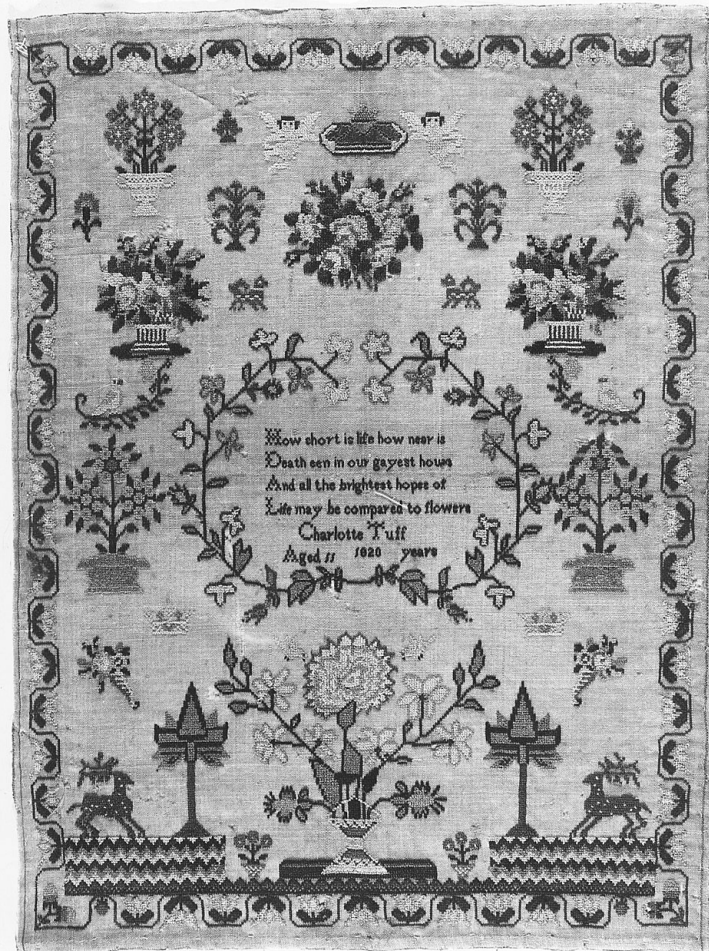 How short is life how near is
Death een in our gayest hours
And all the brightest hopes of
Life may be compared to flowers
Charlotte Tuff
Aged 11 1820 years